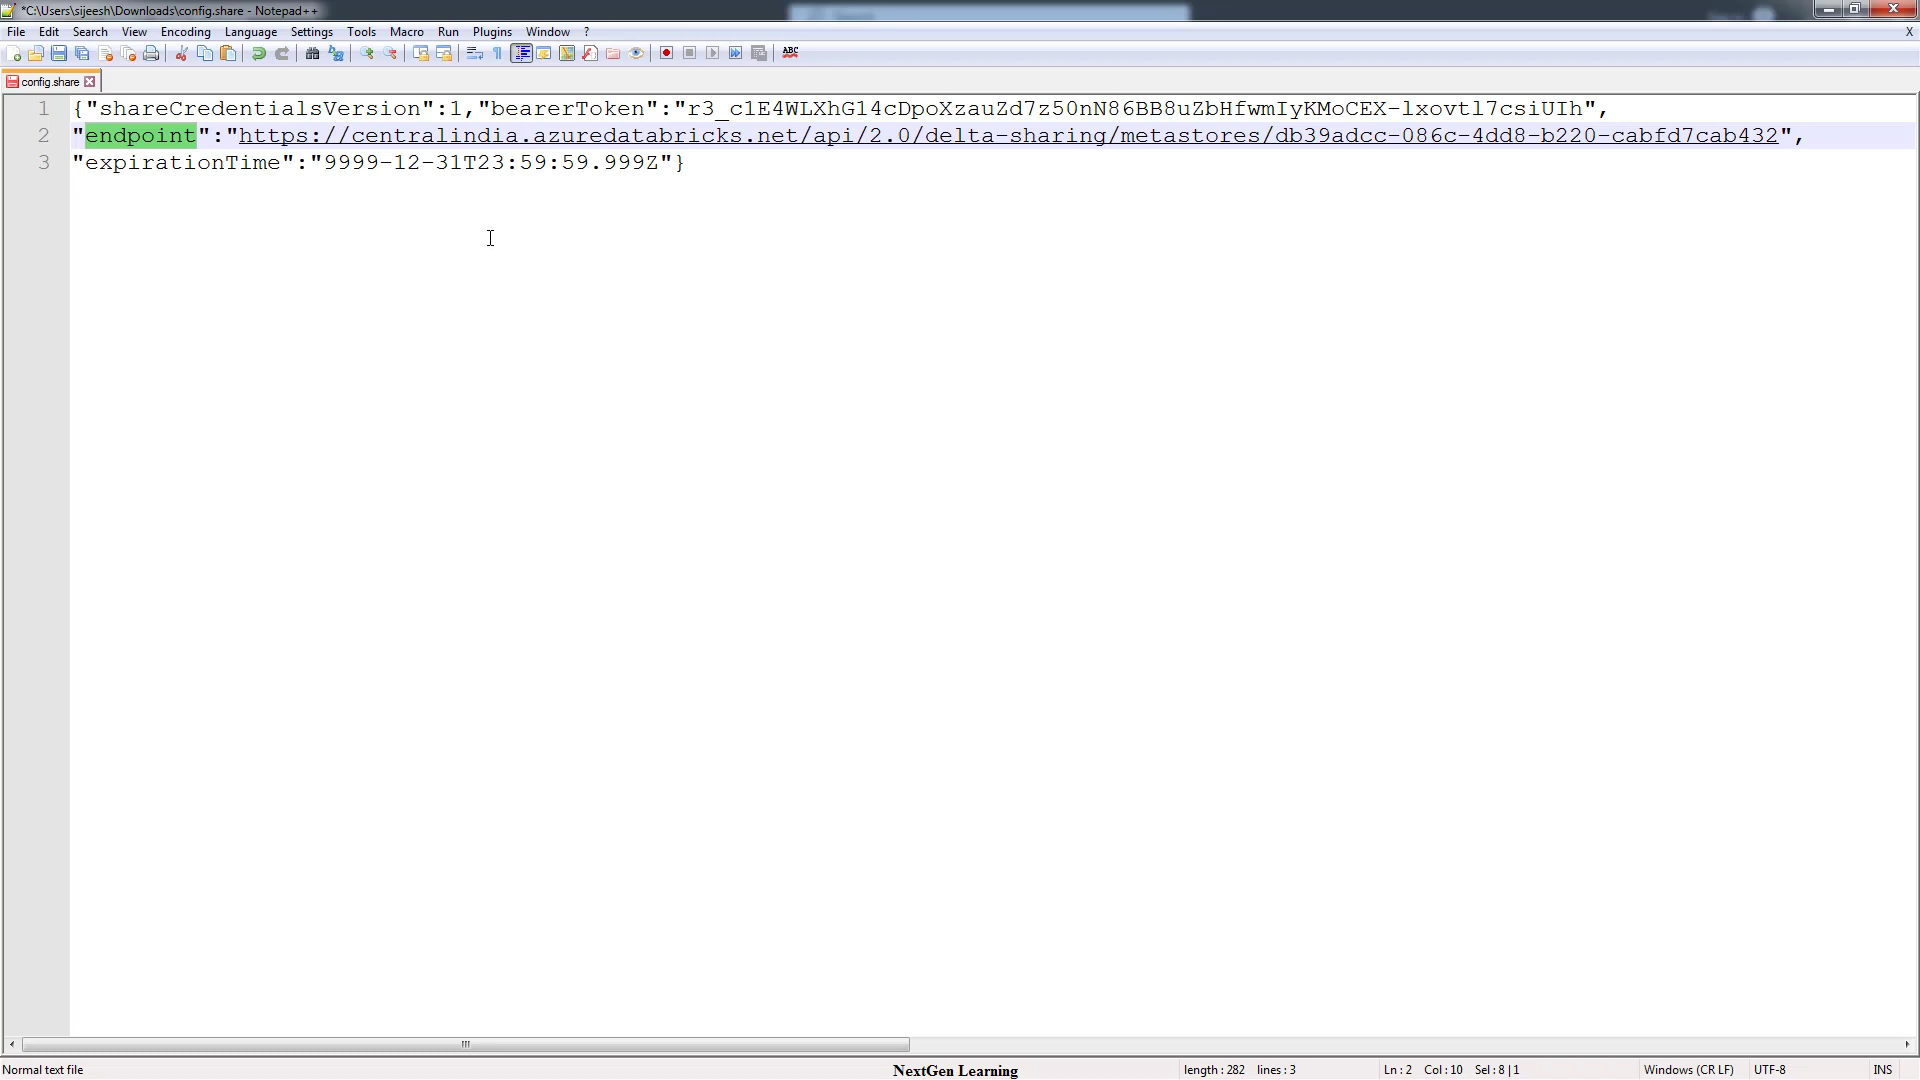 *C:\Users\sijeesh\Downloads\config.share - Notepad++
File Edit Search View Encoding Language Settings Tools Macro Run Plugins Window ? X
ABC
config.share
1 {"shareCredentialsVersion":1,"bearerToken":"r3_c1E4WLXhG14cDpoXzauZd7z50nN86BB8uZbHfwmIyKMoCEX-lxovtl7csiUIh",
2 "endpoint":"https://centralindia.azuredatabricks.net/api/2.0/delta-sharing/metastores/db39adcc-086c-4dd8-b220-cabfd7cab432",
3 "expirationTime":"9999-12-31T23:59:59.999Z"}
Normal text file NextGen Learning length : 282 lines : 3 Ln : 2 Col : 10 Sel : 8 | 1 Windows (CR LF) UTF-8 INS